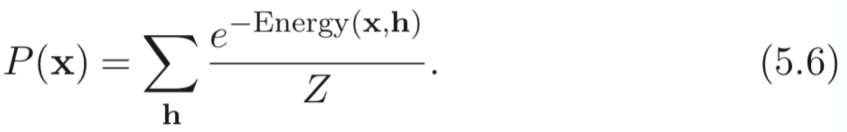 P(x) = ∑_h e^{−Energy(x,h)} / Z . (5.6)